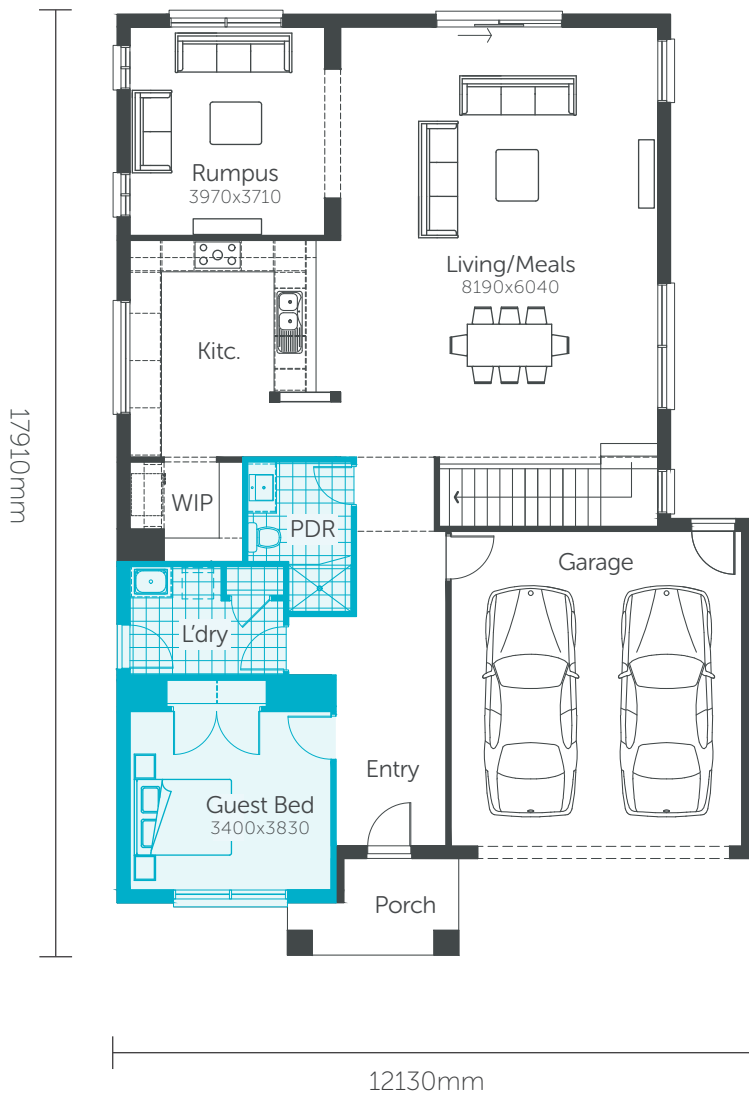 Rumpus
3970x3710
Living/Meals
8190x6040
Kitc.
17910mm
WIP
PDR
Garage
L'dry
Entry
Guest Bed
3400x3830
Porch
12130mm